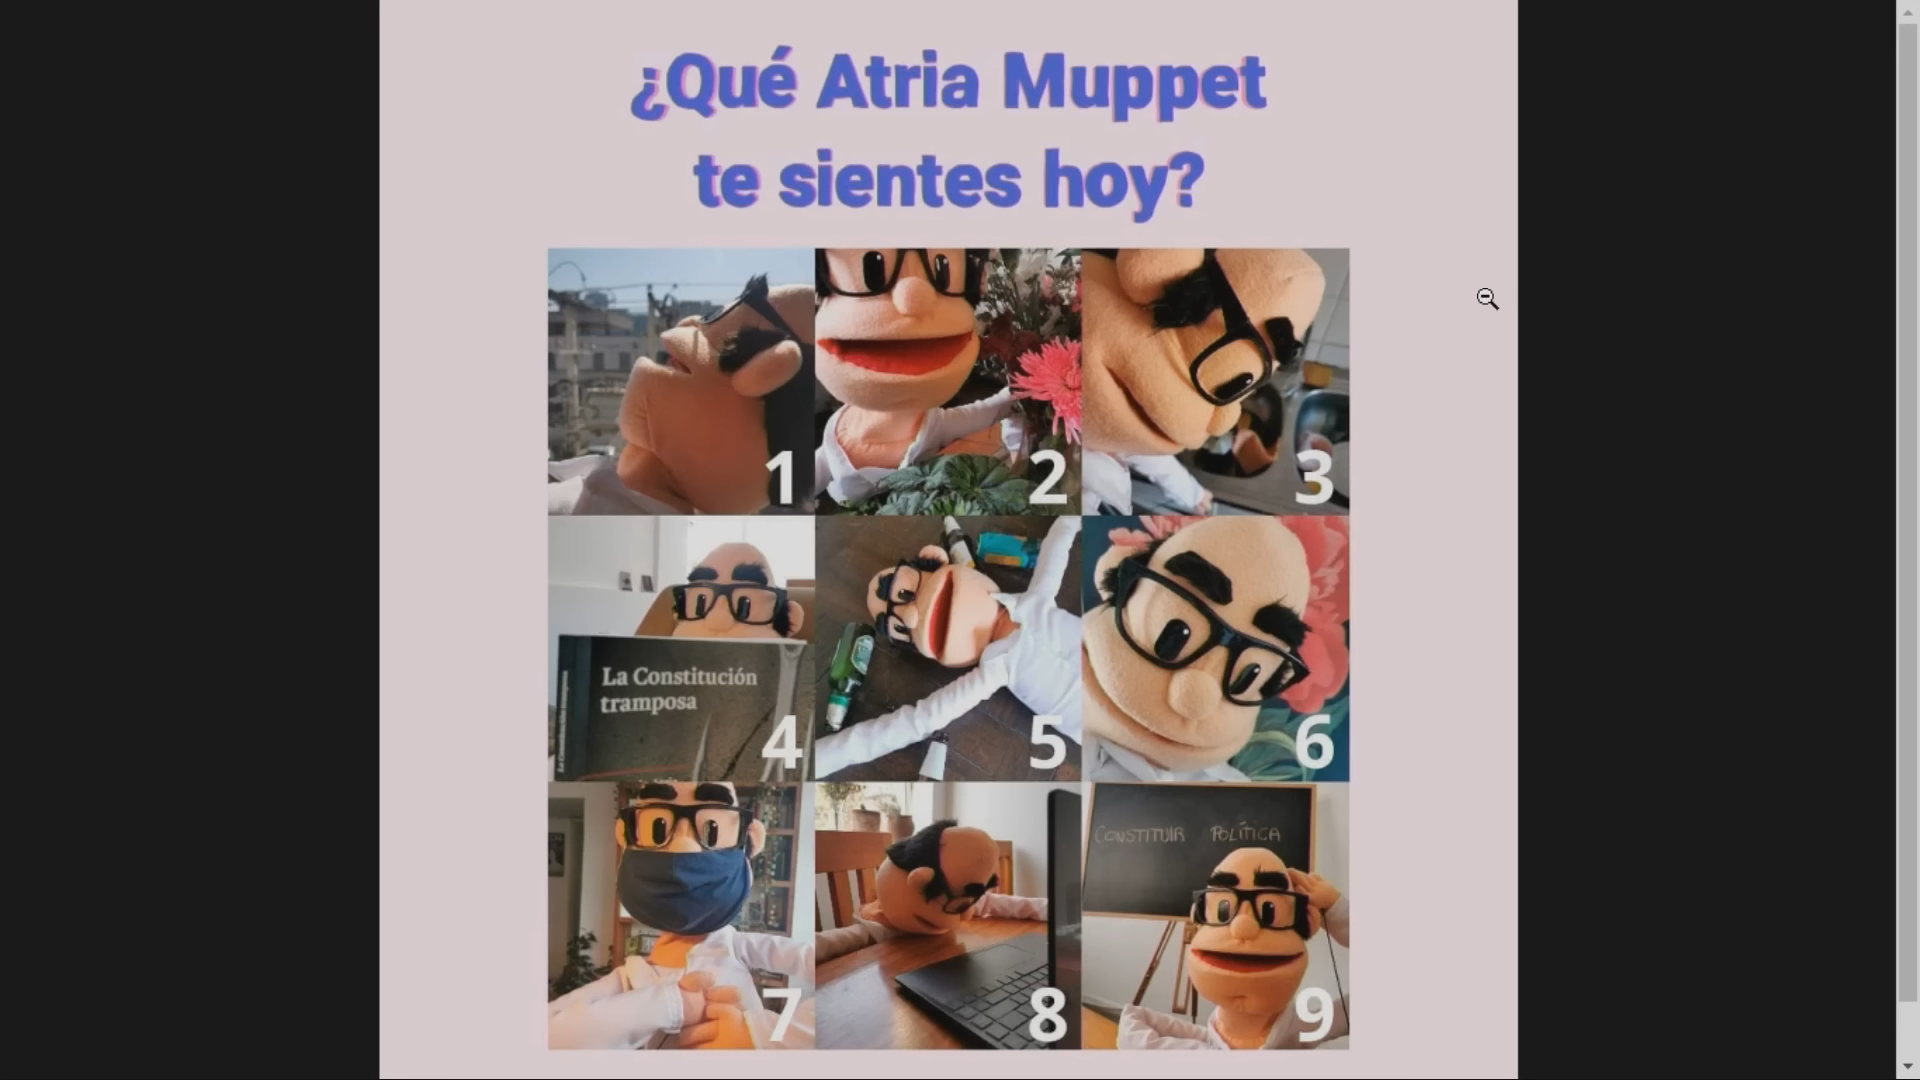 ¿Qué Atria Muppet
te sientes hoy?
1
2
3
La Constitución
tramposa
4
5
6
7
8
CONSTITUIR POLÍTICA
9